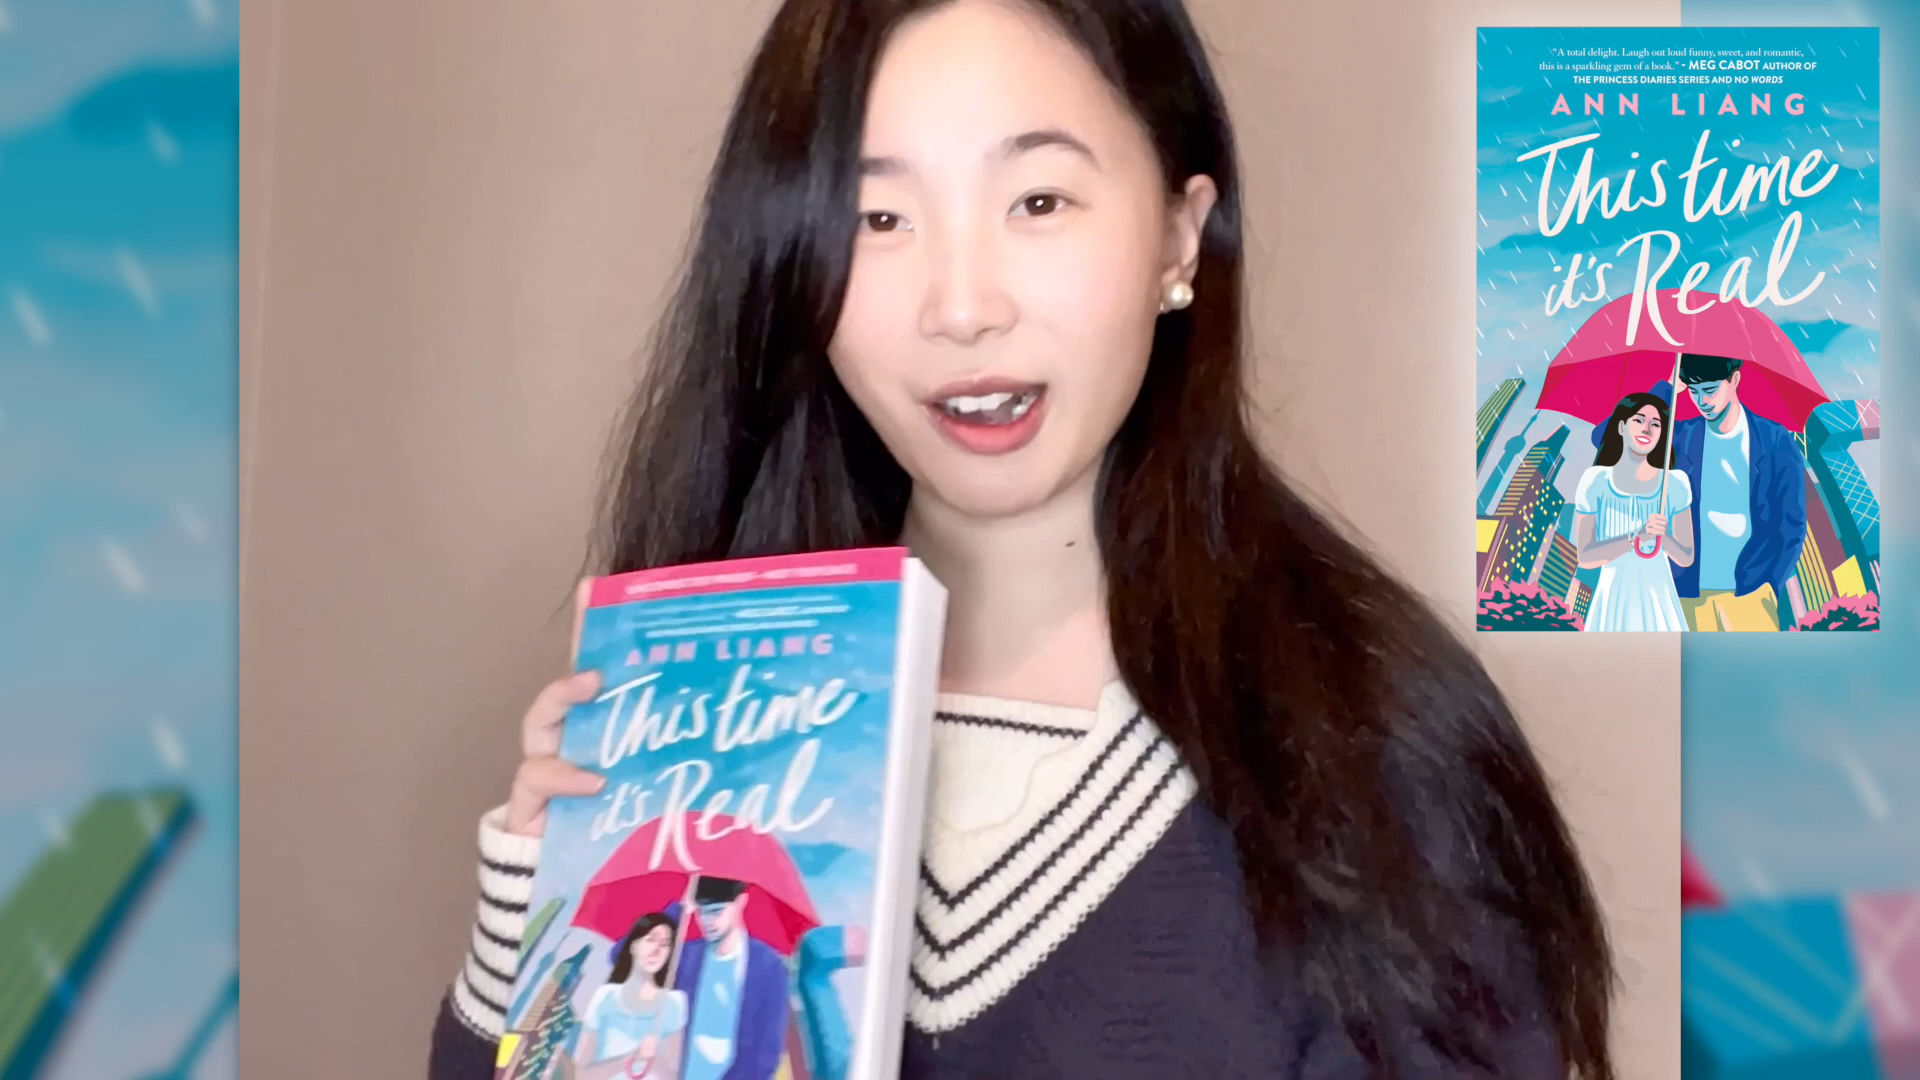 "A total delight. Laugh out loud funny, sweet, and romantic,
this is a sparkling gem of a book." - MEG CABOT AUTHOR OF
THE PRINCESS DIARIES SERIES AND NO WORDS
ANN LIANG
This time
it's Real
ANN LIANG
This time
it's Real